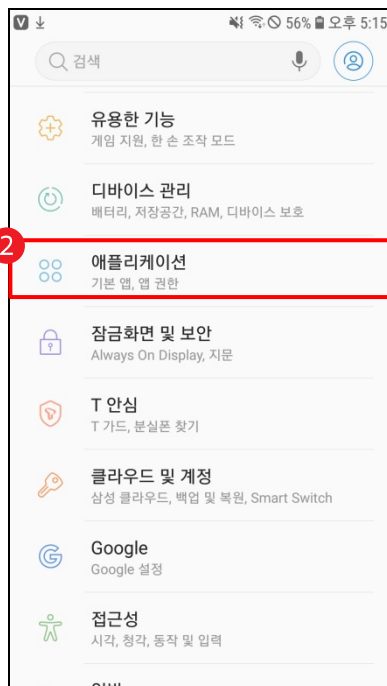 V 56% 오후 5:15
검색
유용한 기능
게임 지원, 한 손 조작 모드
디바이스 관리
배터리, 저장공간, RAM, 디바이스 보호
2
애플리케이션
기본 앱, 앱 권한
잠금화면 및 보안
Always On Display, 지문
T 안심
T 가드, 분실폰 찾기
클라우드 및 계정
삼성 클라우드, 백업 및 복원, Smart Switch
Google
Google 설정
접근성
시각, 청각, 동작 및 입력